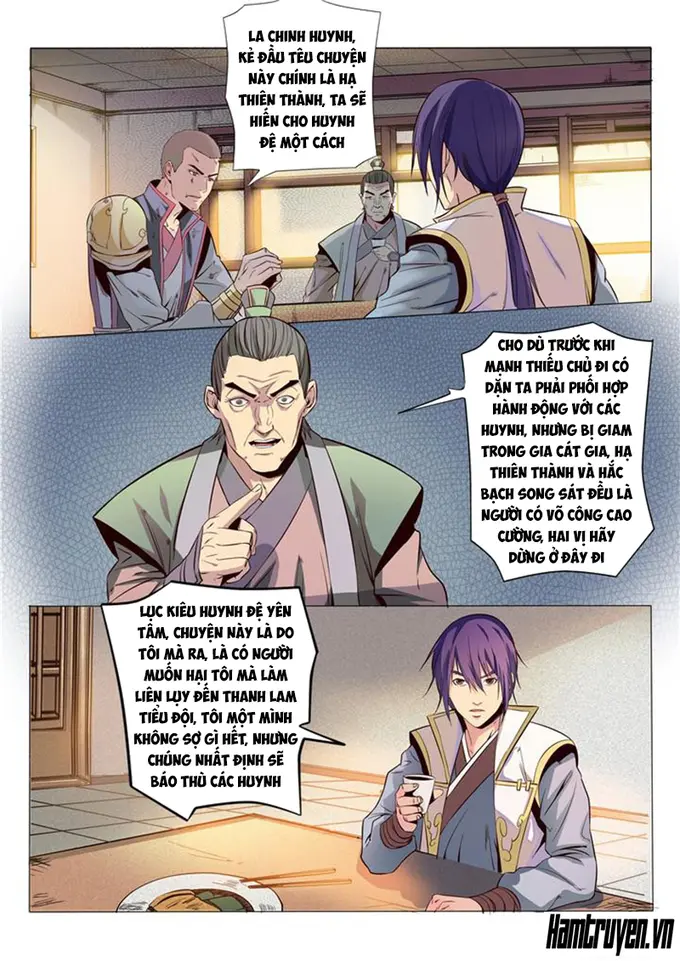 LA CHINH HUYNH,
KẺ ĐẦU TÊU CHUYỆN
NÀY CHÍNH LÀ HẠ
THIÊN THÀNH, TA SẼ
HIẾN CHO HUYNH
ĐỆ MỘT CÁCH
CHO DÙ TRƯỚC KHI
MẠNH THIẾU CHỦ ĐI CÓ
DẶN TA PHẢI PHỐI HỢP
HÀNH ĐỘNG VỚI CÁC
HUYNH, NHƯNG BỊ GIAM
TRONG GIA CÁT GIA, HẠ
THIÊN THÀNH VÀ HẮC
BẠCH SONG SÁT ĐỀU LÀ
NGƯỜI CÓ VÕ CÔNG CAO
CƯỜNG, HAI VỊ HÃY
DỪNG Ở ĐÂY ĐI
LỤC KIÊU HUYNH ĐỆ YÊN
TÂM, CHUYỆN NÀY LÀ DO
TÔI MÀ RA, LÀ CÓ NGƯỜI
MUỐN HẠI TÔI MÀ LÀM
LIÊN LỤY ĐẾN THANH LAM
TIỂU ĐỘI, TÔI MỘT MÌNH
KHÔNG SỢ GÌ HẾT, NHƯNG
CHÚNG NHẤT ĐỊNH SẼ
BÁO THÙ CÁC HUYNH
Hamtruyen.vn